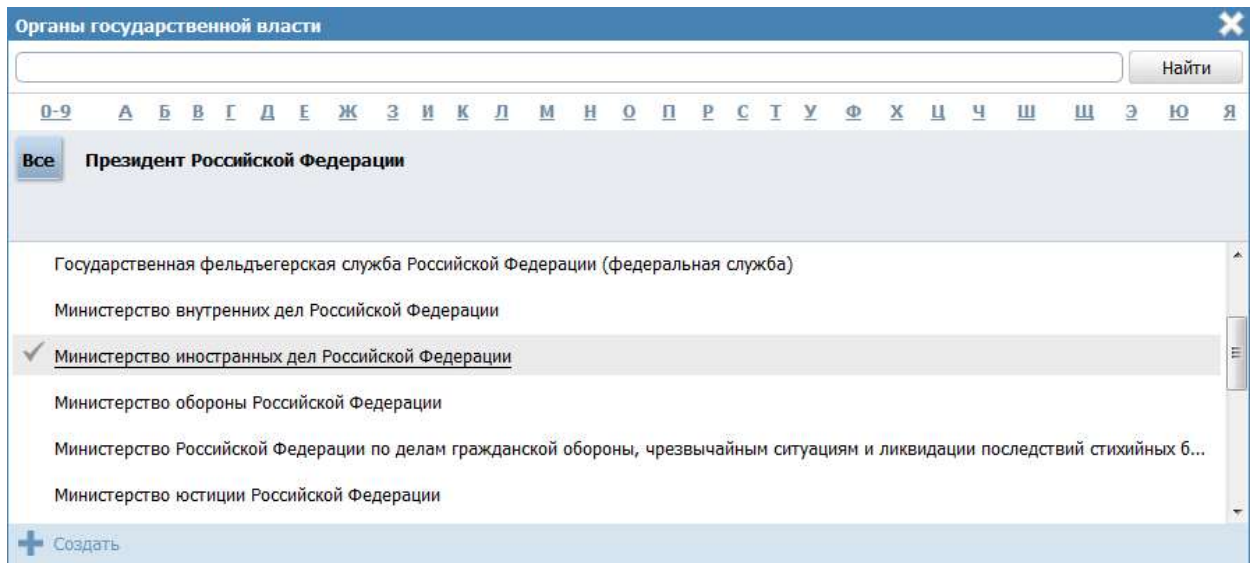 Органы государственной власти
Найти
0-9 А Б В Г Д Е Ж З И К Л М Н О П Р С Т У Ф Х Ц Ч Ш Щ Э Ю Я
Все Президент Российской Федерации
Государственная фельдъегерская служба Российской Федерации (федеральная служба)
Министерство внутренних дел Российской Федерации
Министерство иностранных дел Российской Федерации
Министерство обороны Российской Федерации
Министерство Российской Федерации по делам гражданской обороны, чрезвычайным ситуациям и ликвидации последствий стихийных б...
Министерство юстиции Российской Федерации
Создать